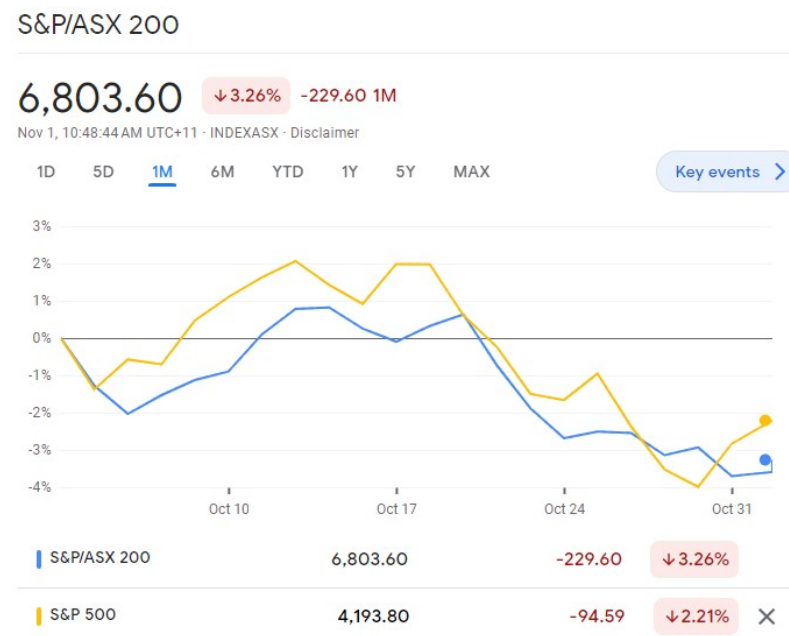 S&P/ASX 200
6,803.60 ↓3.26% -229.60 1M
Nov 1, 10:48:44 AM UTC+11 · INDEXASX · Disclaimer
1D 5D 1M 6M YTD 1Y 5Y MAX Key events
3%
2%
1%
0%
-1%
-2%
-3%
-4%
Oct 10 Oct 17 Oct 24 Oct 31
S&P/ASX 200 6,803.60 -229.60 ↓3.26%
S&P 500 4,193.80 -94.59 ↓2.21%